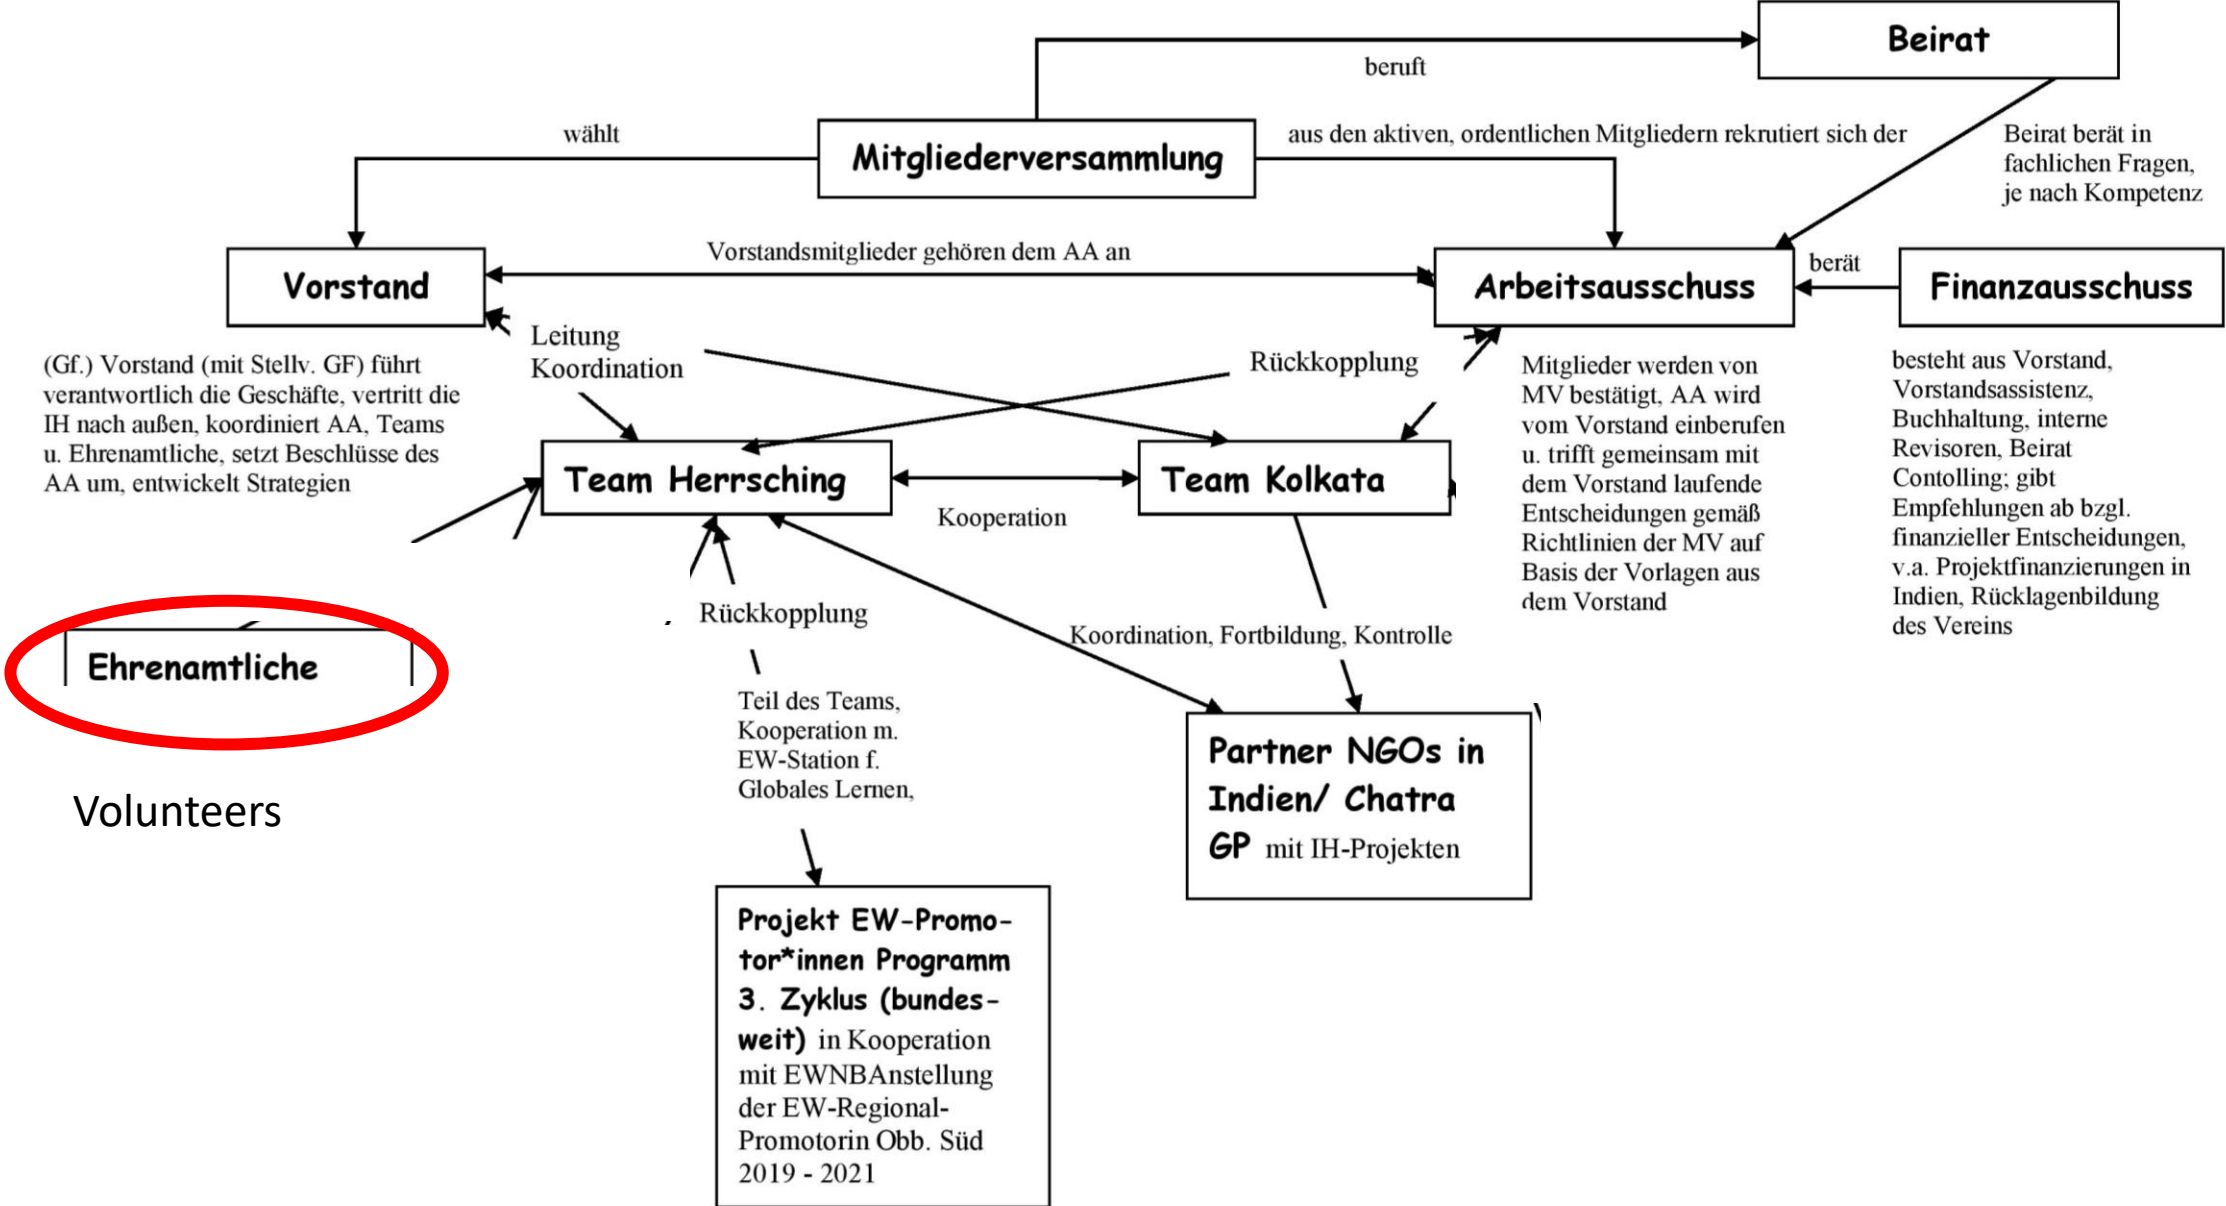 Beirat
beruft
wählt
Mitgliederversammlung
aus den aktiven, ordentlichen Mitgliedern rekrutiert sich der
Beirat berät in
fachlichen Fragen,
je nach Kompetenz
Vorstand
Vorstandsmitglieder gehören dem AA an
Arbeitsausschuss
berät
Finanzausschuss
(Gf.) Vorstand (mit Stellv. GF) führt
verantwortlich die Geschäfte, vertritt die
IH nach außen, koordiniert AA, Teams
u. Ehrenamtliche, setzt Beschlüsse des
AA um, entwickelt Strategien
Leitung
Koordination
Rückkopplung
Mitglieder werden von
MV bestätigt, AA wird
vom Vorstand einberufen
u. trifft gemeinsam mit
dem Vorstand laufende
Entscheidungen gemäß
Richtlinien der MV auf
Basis der Vorlagen aus
dem Vorstand
besteht aus Vorstand,
Vorstandsassistenz,
Buchhaltung, interne
Revisoren, Beirat
Contolling; gibt
Empfehlungen ab bzgl.
finanzieller Entscheidungen,
v.a. Projektfinanzierungen in
Indien, Rücklagenbildung
des Vereins
Team Herrsching
Kooperation
Team Kolkata
Rückkopplung
Koordination, Fortbildung, Kontrolle
Ehrenamtliche
Volunteers
Teil des Teams,
Kooperation m.
EW-Station f.
Globales Lernen,
Partner NGOs in
Indien/ Chatra
GP mit IH-Projekten
Projekt EW-Promo-
tor*innen Programm
3. Zyklus (bundes-
weit) in Kooperation
mit EWNBAnstellung
der EW-Regional-
Promotorin Obb. Süd
2019 - 2021